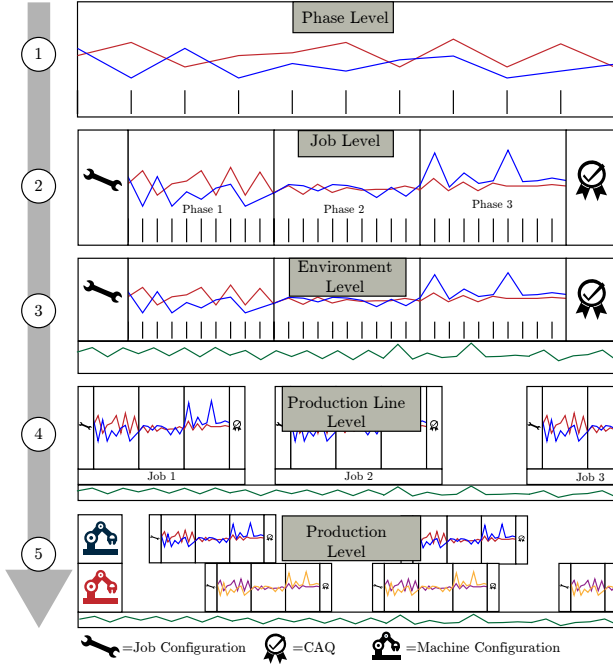 Phase Level
1
Job Level
2
Phase 1
Phase 2
Phase 3
Environment
Level
3
Production Line
Level
4
Job 1
Job 2
Job 3
Production
Level
5
=Job Configuration
=CAQ
=Machine Configuration